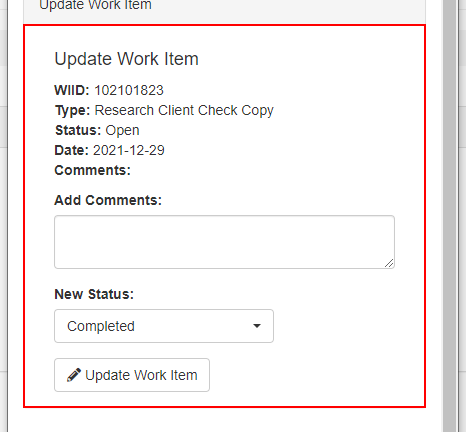 Update Work Item
Update Work Item
WIID: 102101823
Type: Research Client Check Copy
Status: Open
Date: 2021-12-29
Comments:
Add Comments:
New Status:
Completed
Update Work Item